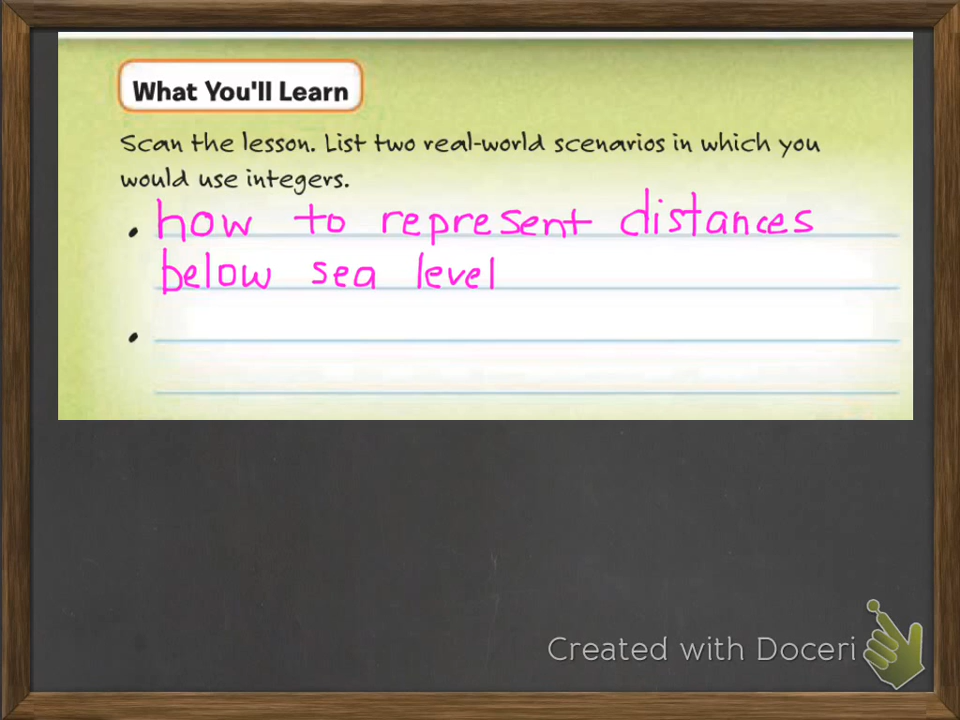 What You'll Learn
Scan the lesson. List two real-world scenarios in which you
would use integers.
• how to represent distances
below sea level
•
Created with Doceri